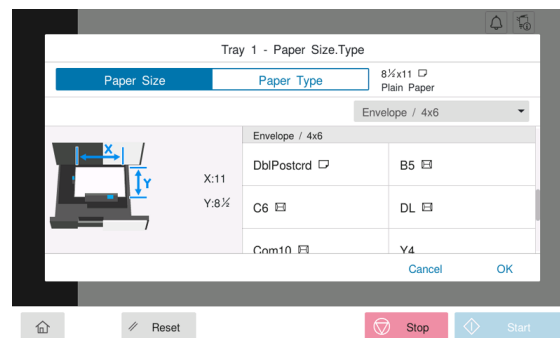 Tray 1 - Paper Size.Type
Paper Size
Paper Type
8½x11
Plain Paper
Envelope / 4x6
Envelope / 4x6
X
Y
X:11
Y:8½
DblPostcrd
B5
C6
DL
Com10
Y4
Cancel
OK
Reset
Stop
Start